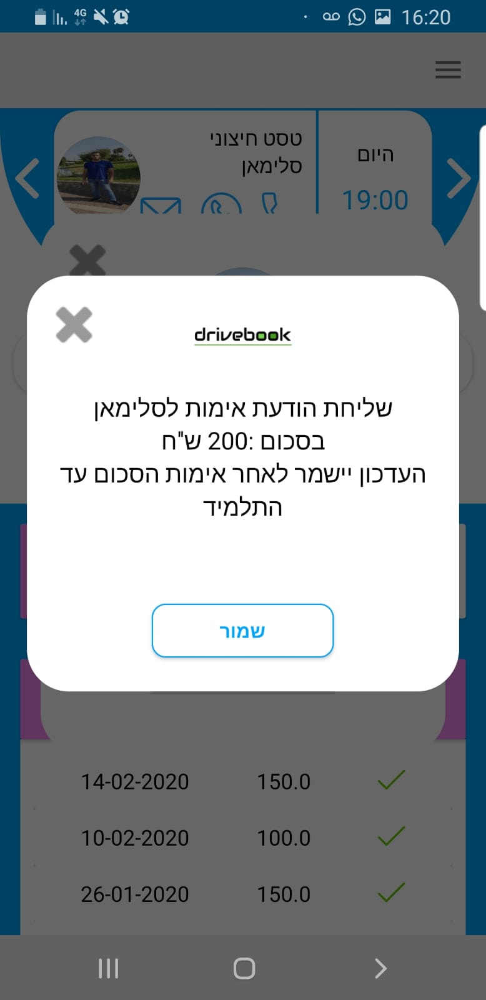 4G
16:20
טסט חיצוני
סלימאן
היום
19:00
drivebook
שליחת הודעת אימות לסלימאן
בסכום :200 ש"ח
העדכון יישמר לאחר אימות הסכום עד
התלמיד
שמור
14-02-2020 150.0
10-02-2020 100.0
26-01-2020 150.0